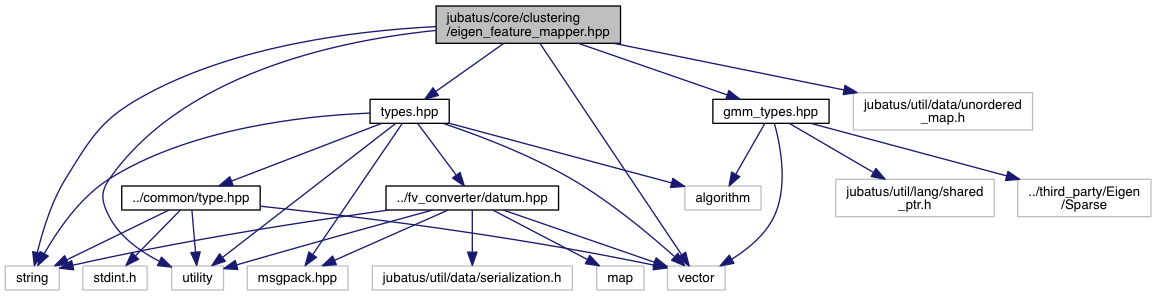 jubatus/core/clustering
/eigen_feature_mapper.hpp
types.hpp
gmm_types.hpp
jubatus/util/data/unordered
_map.h
../common/type.hpp
../fv_converter/datum.hpp
algorithm
jubatus/util/lang/shared
_ptr.h
../third_party/Eigen
/Sparse
string
stdint.h
utility
msgpack.hpp
jubatus/util/data/serialization.h
map
vector